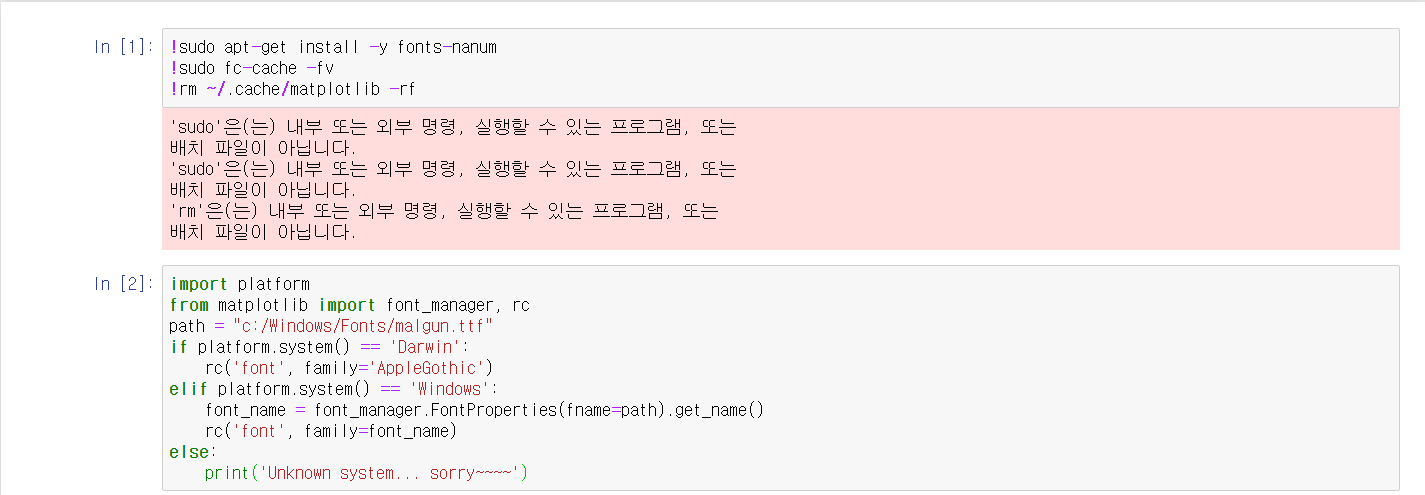 In [1]:
!sudo apt-get install -y fonts-nanum
!sudo fc-cache -fv
!rm ~/.cache/matplotlib -rf
'sudo'은(는) 내부 또는 외부 명령, 실행할 수 있는 프로그램, 또는
배치 파일이 아닙니다.
'sudo'은(는) 내부 또는 외부 명령, 실행할 수 있는 프로그램, 또는
배치 파일이 아닙니다.
'rm'은(는) 내부 또는 외부 명령, 실행할 수 있는 프로그램, 또는
배치 파일이 아닙니다.
In [2]:
import platform
from matplotlib import font_manager, rc
path = "c:/Windows/Fonts/malgun.ttf"
if platform.system() == 'Darwin':
    rc('font', family='AppleGothic')
elif platform.system() == 'Windows':
    font_name = font_manager.FontProperties(fname=path).get_name()
    rc('font', family=font_name)
else:
    print('Unknown system... sorry~~~~')